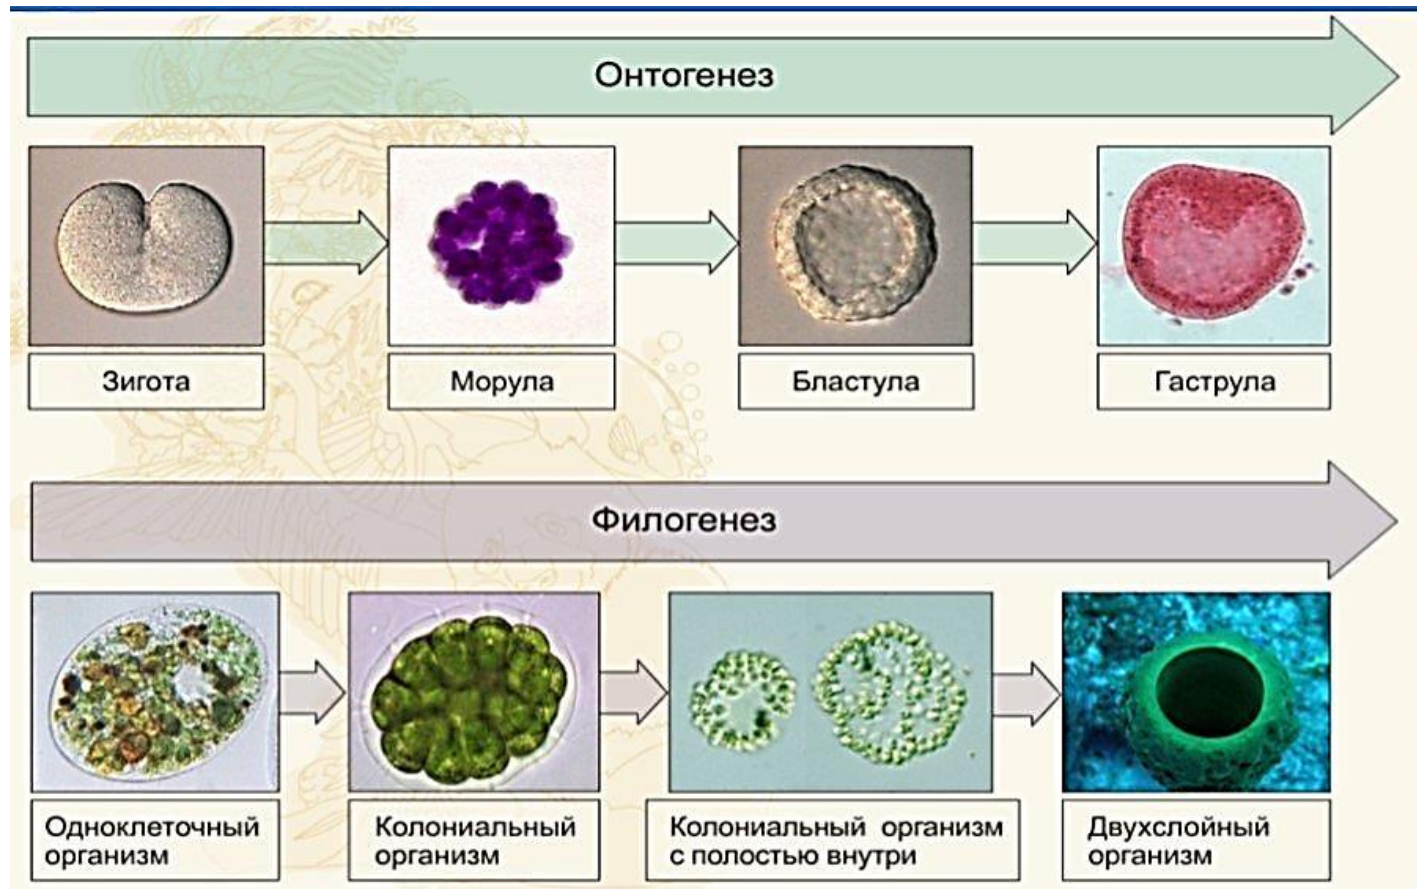 Онтогенез
Зигота
Морула
Бластула
Гаструла
Филогенез
Одноклеточный
организм
Колониальный
организм
Колониальный организм
с полостью внутри
Двухслойный
организм